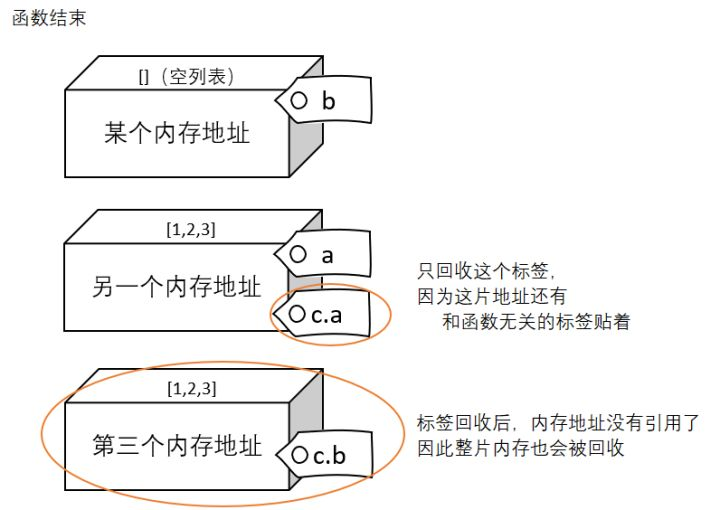 函数结束
[]（空列表）
b
某个内存地址
[1,2,3]
a
另一个内存地址
c.a
只回收这个标签，
因为这片地址还有
和函数无关的标签贴着
[1,2,3]
第三个内存地址
c.b
标签回收后，内存地址没有引用了
因此整片内存也会被回收